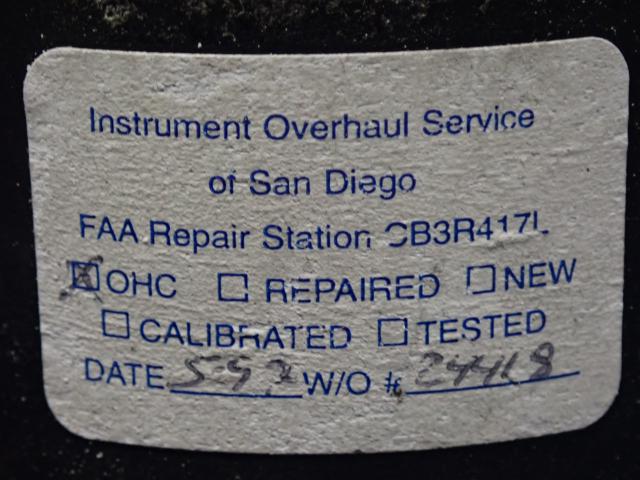 Instrument Overhaul Service
of San Diego
FAA Repair Station CB3R417L
OHC REPAIRED NEW
CALIBRATED TESTED
DATE W/O #